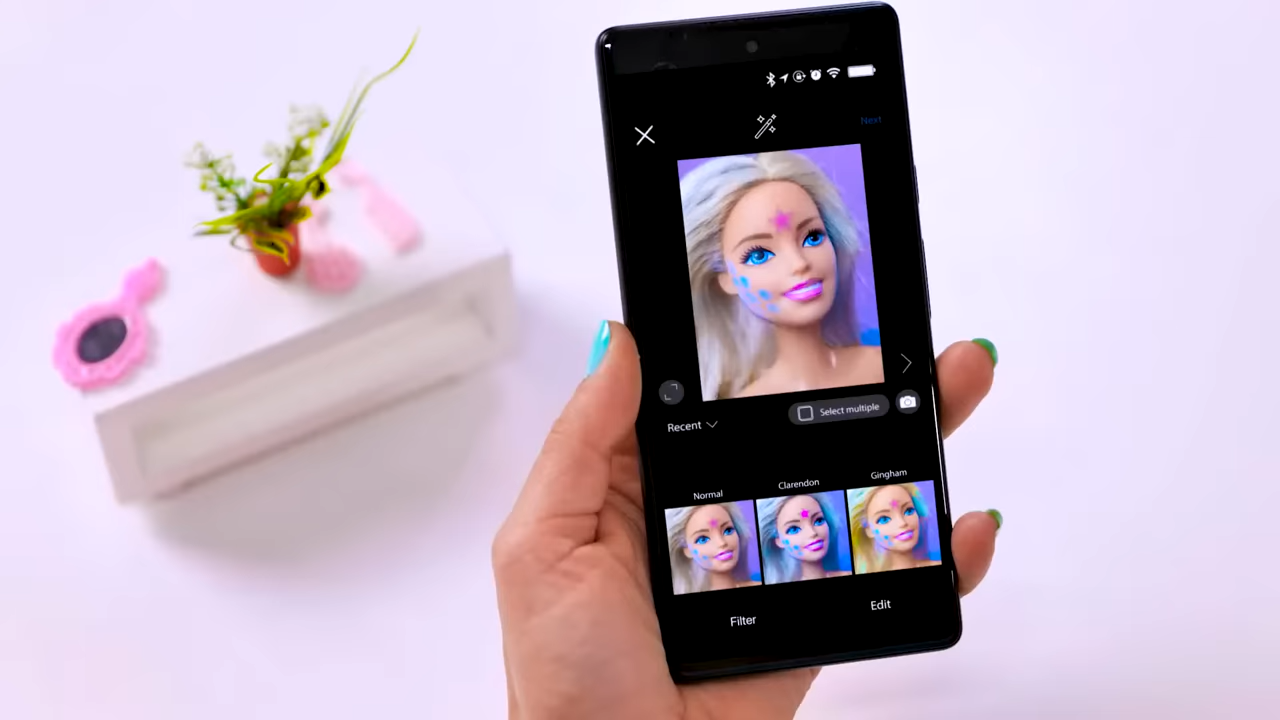 Next
Recent
Select multiple
Normal
Clarendon
Gingham
Filter
Edit